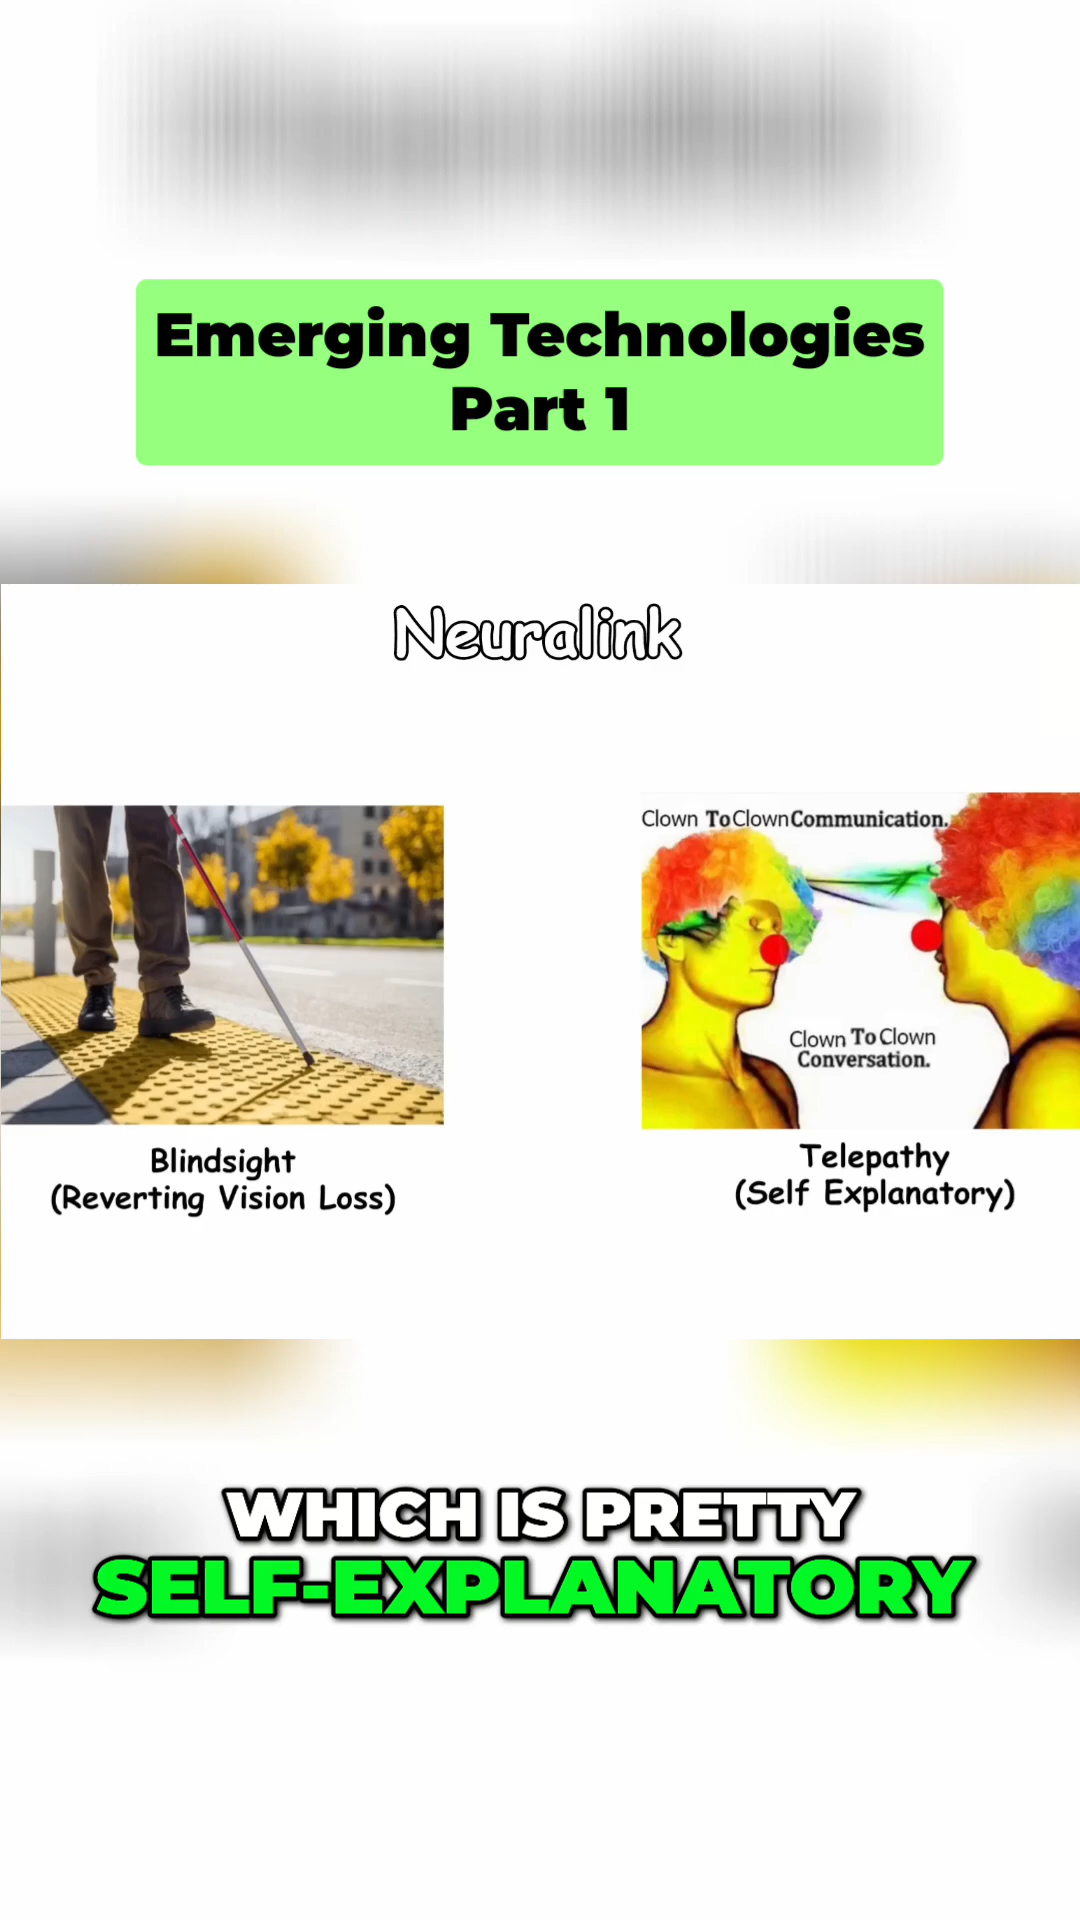 Emerging Technologies
Part 1
Neuralink
Clown To Clown Communication.
Clown To Clown
Conversation.
Blindsight
(Reverting Vision Loss)
Telepathy
(Self Explanatory)
WHICH IS PRETTY
SELF-EXPLANATORY